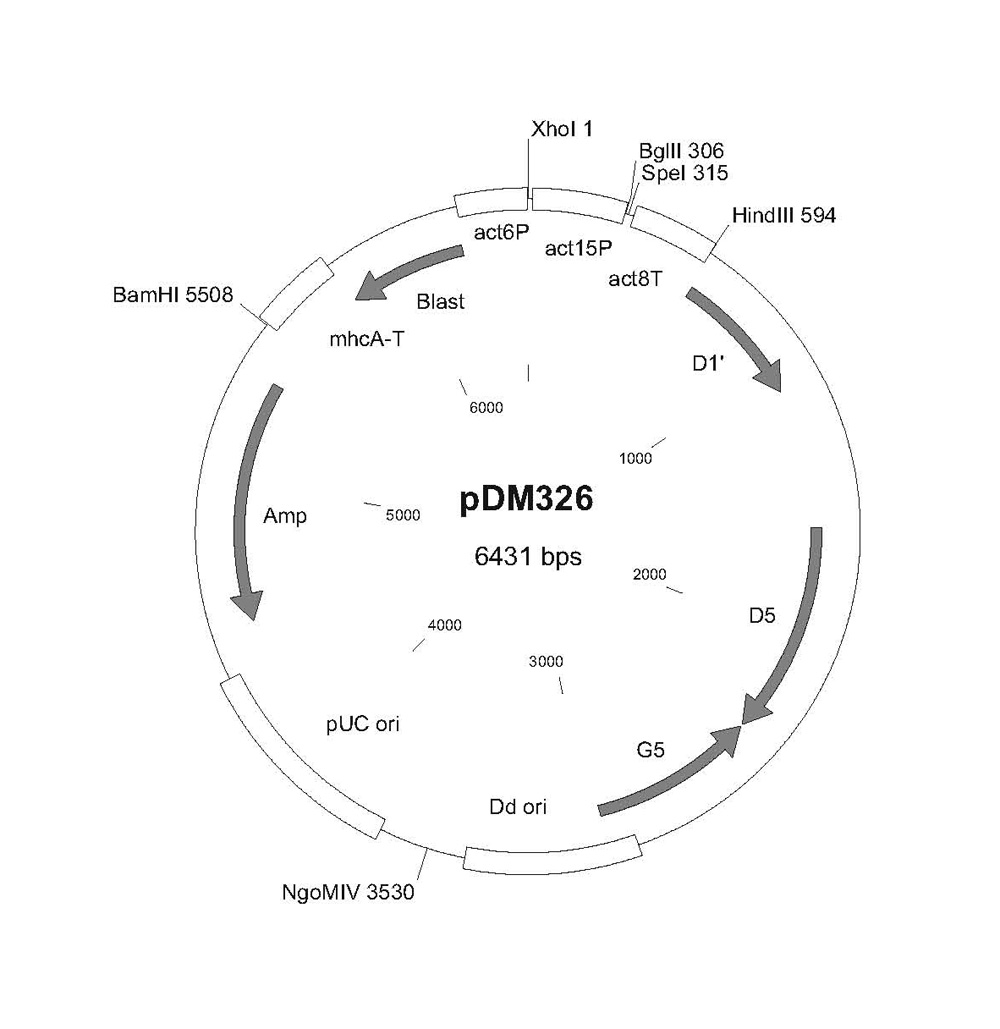 XhoI 1
BglII 306
SpeI 315
HindIII 594
act6P
act15P
act8T
BamHI 5508
Blast
mhcA-T
D1'
6000
1000
pDM326
Amp
5000
6431 bps
2000
D5
4000
3000
pUC ori
G5
Dd ori
NgoMIV 3530